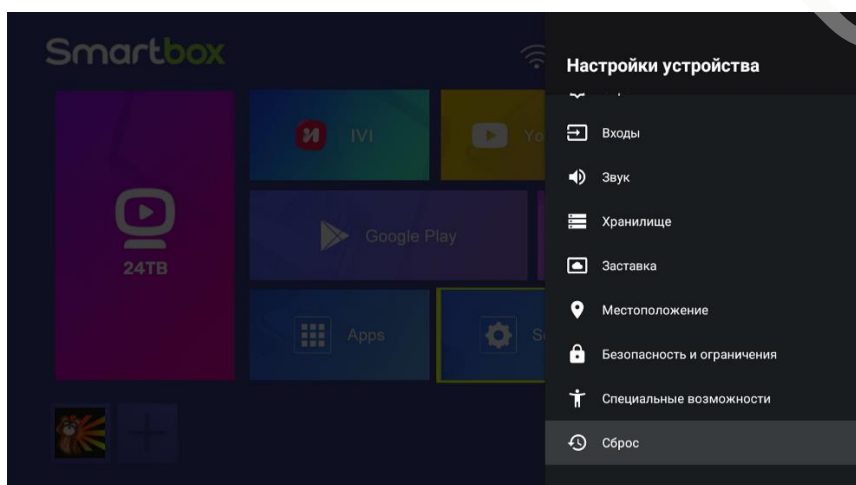 Smartbox
Настройки устройства
Входы
IVI
Звук
Хранилище
Google Play
24ТВ
Заставка
Местоположение
Apps
Безопасность и ограничения
Специальные возможности
Сброс